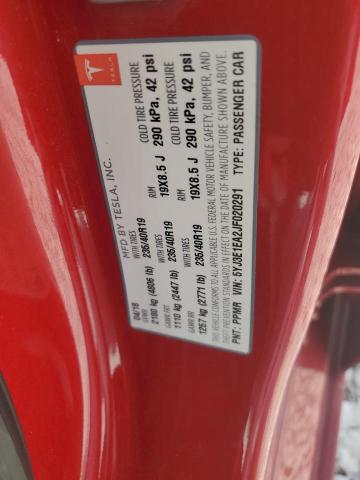 TESLA
MFD BY TESLA, INC.
04/18
GVWR
2180 kg (4806 lb)
GAWR FRT
1110 kg (2447 lb)
WITH TIRES
235/40R19
RIM
19X8.5 J
COLD TIRE PRESSURE
290 kPa, 42 psi
GAWR RR
1257 kg (2771 lb)
WITH TIRES
235/40R19
RIM
19X8.5 J
COLD TIRE PRESSURE
290 kPa, 42 psi
THIS VEHICLE CONFORMS TO ALL APPLICABLE U.S. FEDERAL MOTOR VEHICLE SAFETY, BUMPER, AND
THEFT PREVENTION STANDARDS IN EFFECT ON THE DATE OF MANUFACTURE SHOWN ABOVE.
PNT: PPMR VIN: 5YJ3E1EA2JF020291 TYPE: PASSENGER CAR